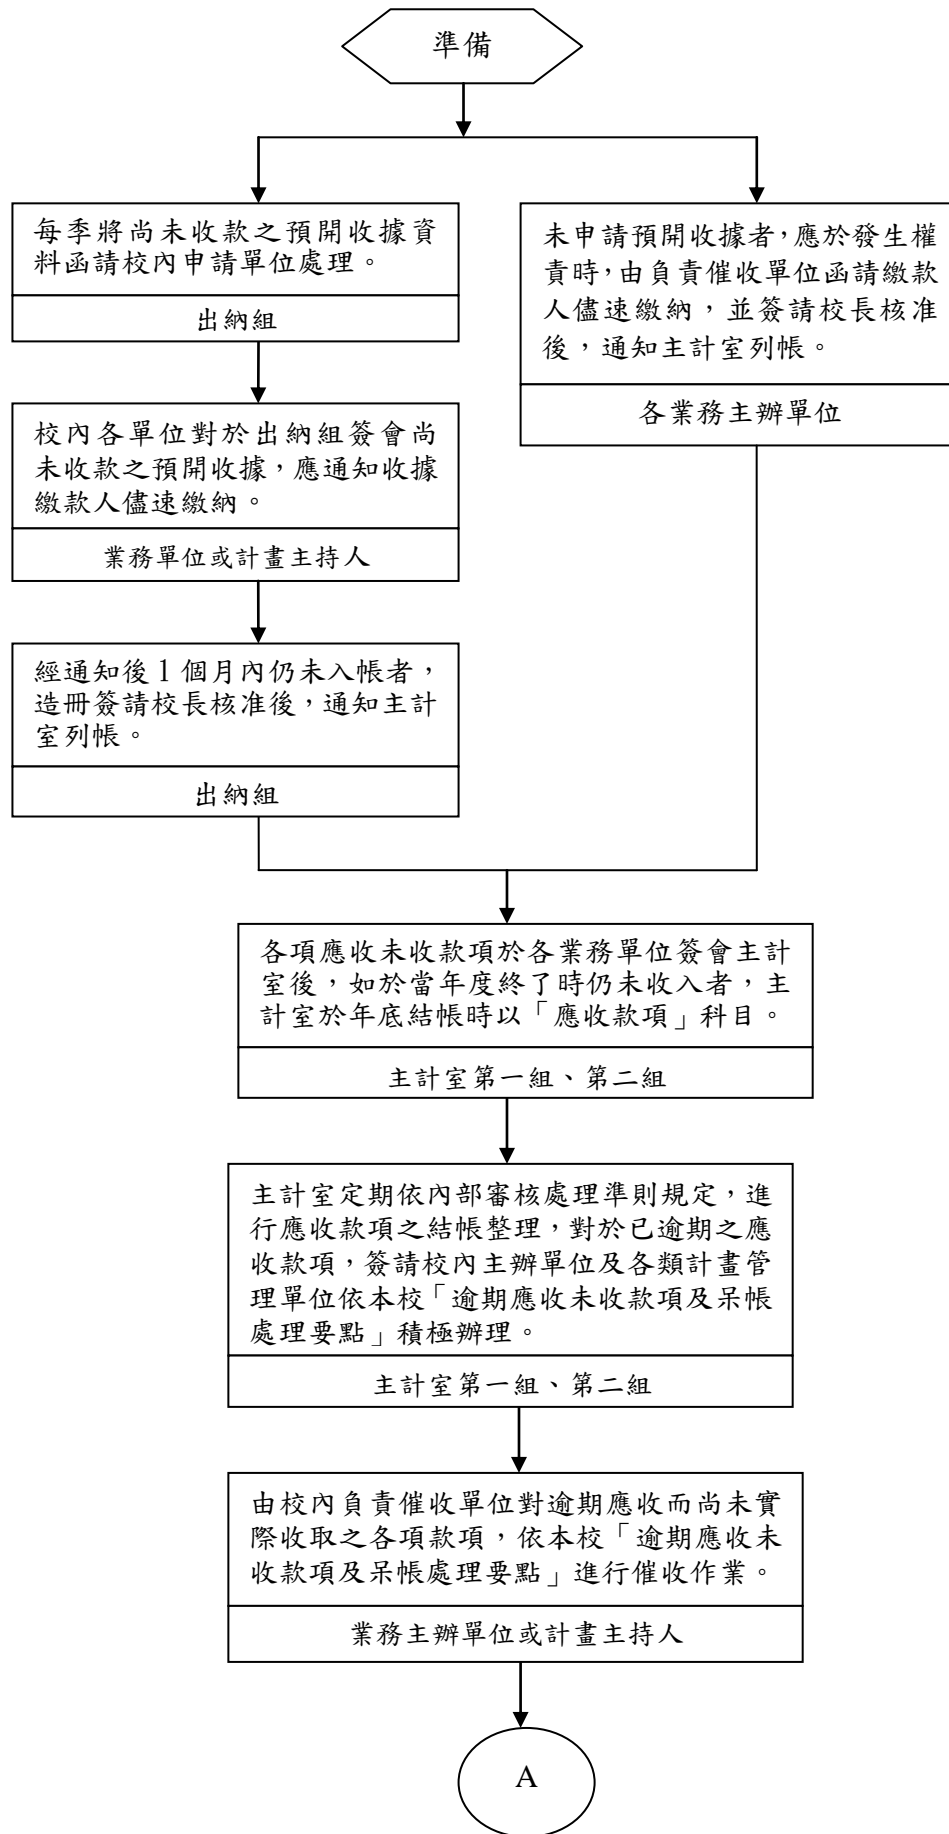 準備
每季將尚未收款之預開收據資
料函請校內申請單位處理。
出納組
校內各單位對於出納組簽會尚
未收款之預開收據，應通知收據
繳款人儘速繳納。
業務單位或計畫主持人
經通知後1個月內仍未入帳者，
造冊簽請校長核准後，通知主計
室列帳。
出納組
未申請預開收據者，應於發生權
責時，由負責催收單位函請繳款
人儘速繳納，並簽請校長核准
後，通知主計室列帳。
各業務主辦單位
各項應收未收款項於各業務單位簽會主計
室後，如於當年度終了時仍未收入者，主
計室於年底結帳時以「應收款項」科目。
主計室第一組、第二組
主計室定期依內部審核處理準則規定，進
行應收款項之結帳整理，對於已逾期之應
收款項，簽請校內主辦單位及各類計畫管
理單位依本校「逾期應收未收款項及呆帳
處理要點」積極辦理。
主計室第一組、第二組
由校內負責催收單位對逾期應收而尚未實
際收取之各項款項，依本校「逾期應收未
收款項及呆帳處理要點」進行催收作業。
業務主辦單位或計畫主持人
A